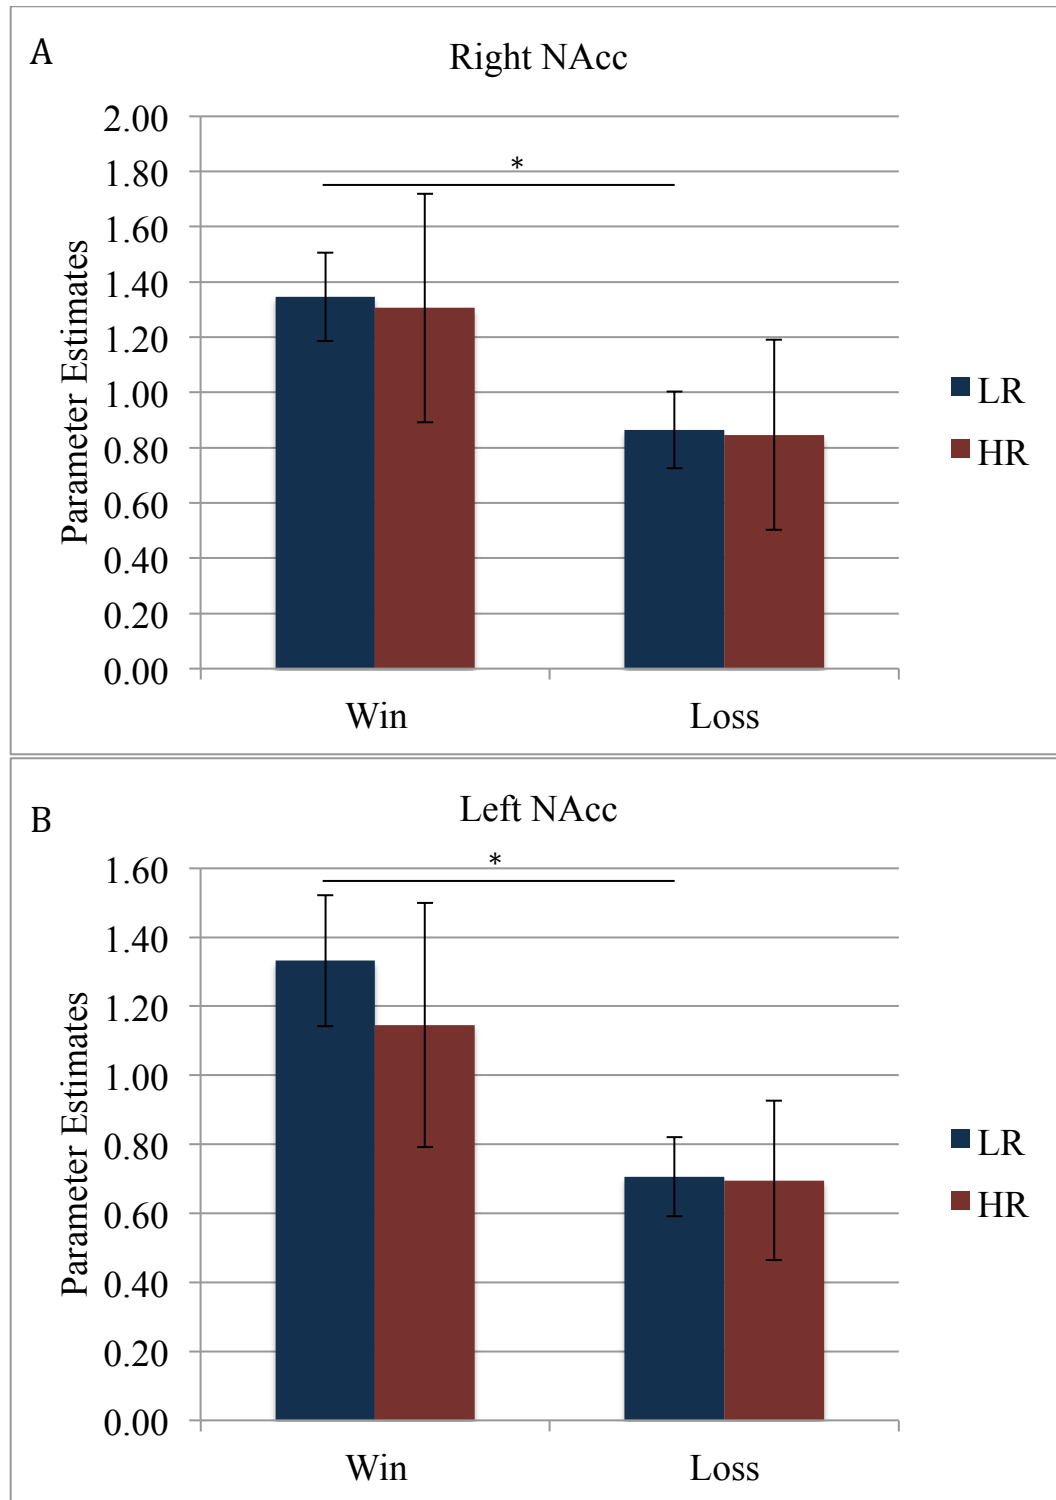 A
Right NAcc
2.00
1.80
1.60
1.40
1.20
1.00
0.80
0.60
0.40
0.20
0.00
Parameter Estimates
*
Win
Loss
LR
HR
B
Left NAcc
1.60
1.40
1.20
1.00
0.80
0.60
0.40
0.20
0.00
Parameter Estimates
*
Win
Loss
LR
HR